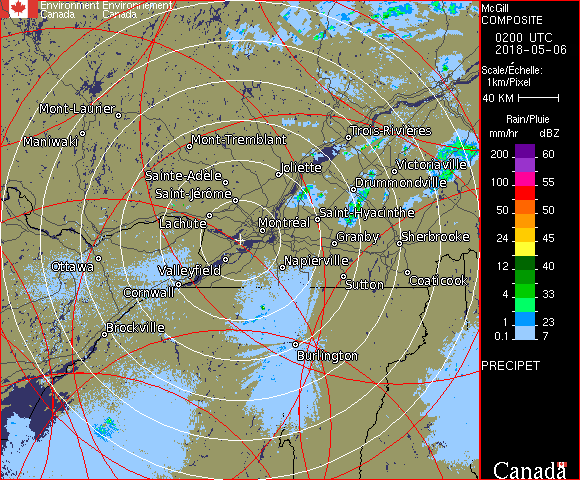 Environment Environnement
Canada Canada
McGill
COMPOSITE
0200 UTC
2018-05-06
Scale/Échelle:
1km/Pixel
40 KM
Rain/Pluie
mm/hr dBZ
200 60
55
100 55
50
50 50
24 45
12 40
4 33
1 23
0.1 7
PRECIPET
Canada
Mont-Laurier
Maniwaki
Mont-Tremblant
Trois-Rivières
Sainte-Adèle
Joliette
Victoriaville
Saint-Jérôme
Drummondville
Lachute
Montréal
Saint-Hyacinthe
Granby
Sherbrooke
Ottawa
Valleyfield
Napierville
Cornwall
Sutton
Coaticook
Brockville
Burlington